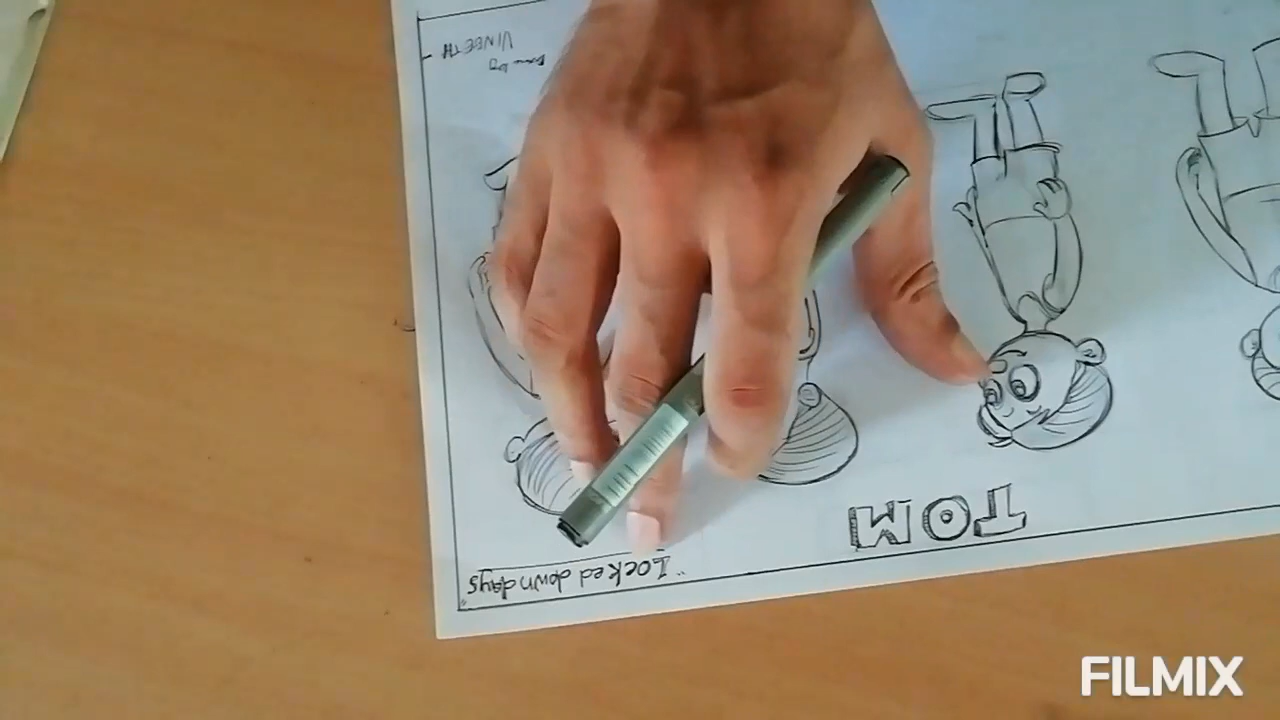 "Locked down days"
TOM
Drawn by
VINEETH
FILMIX